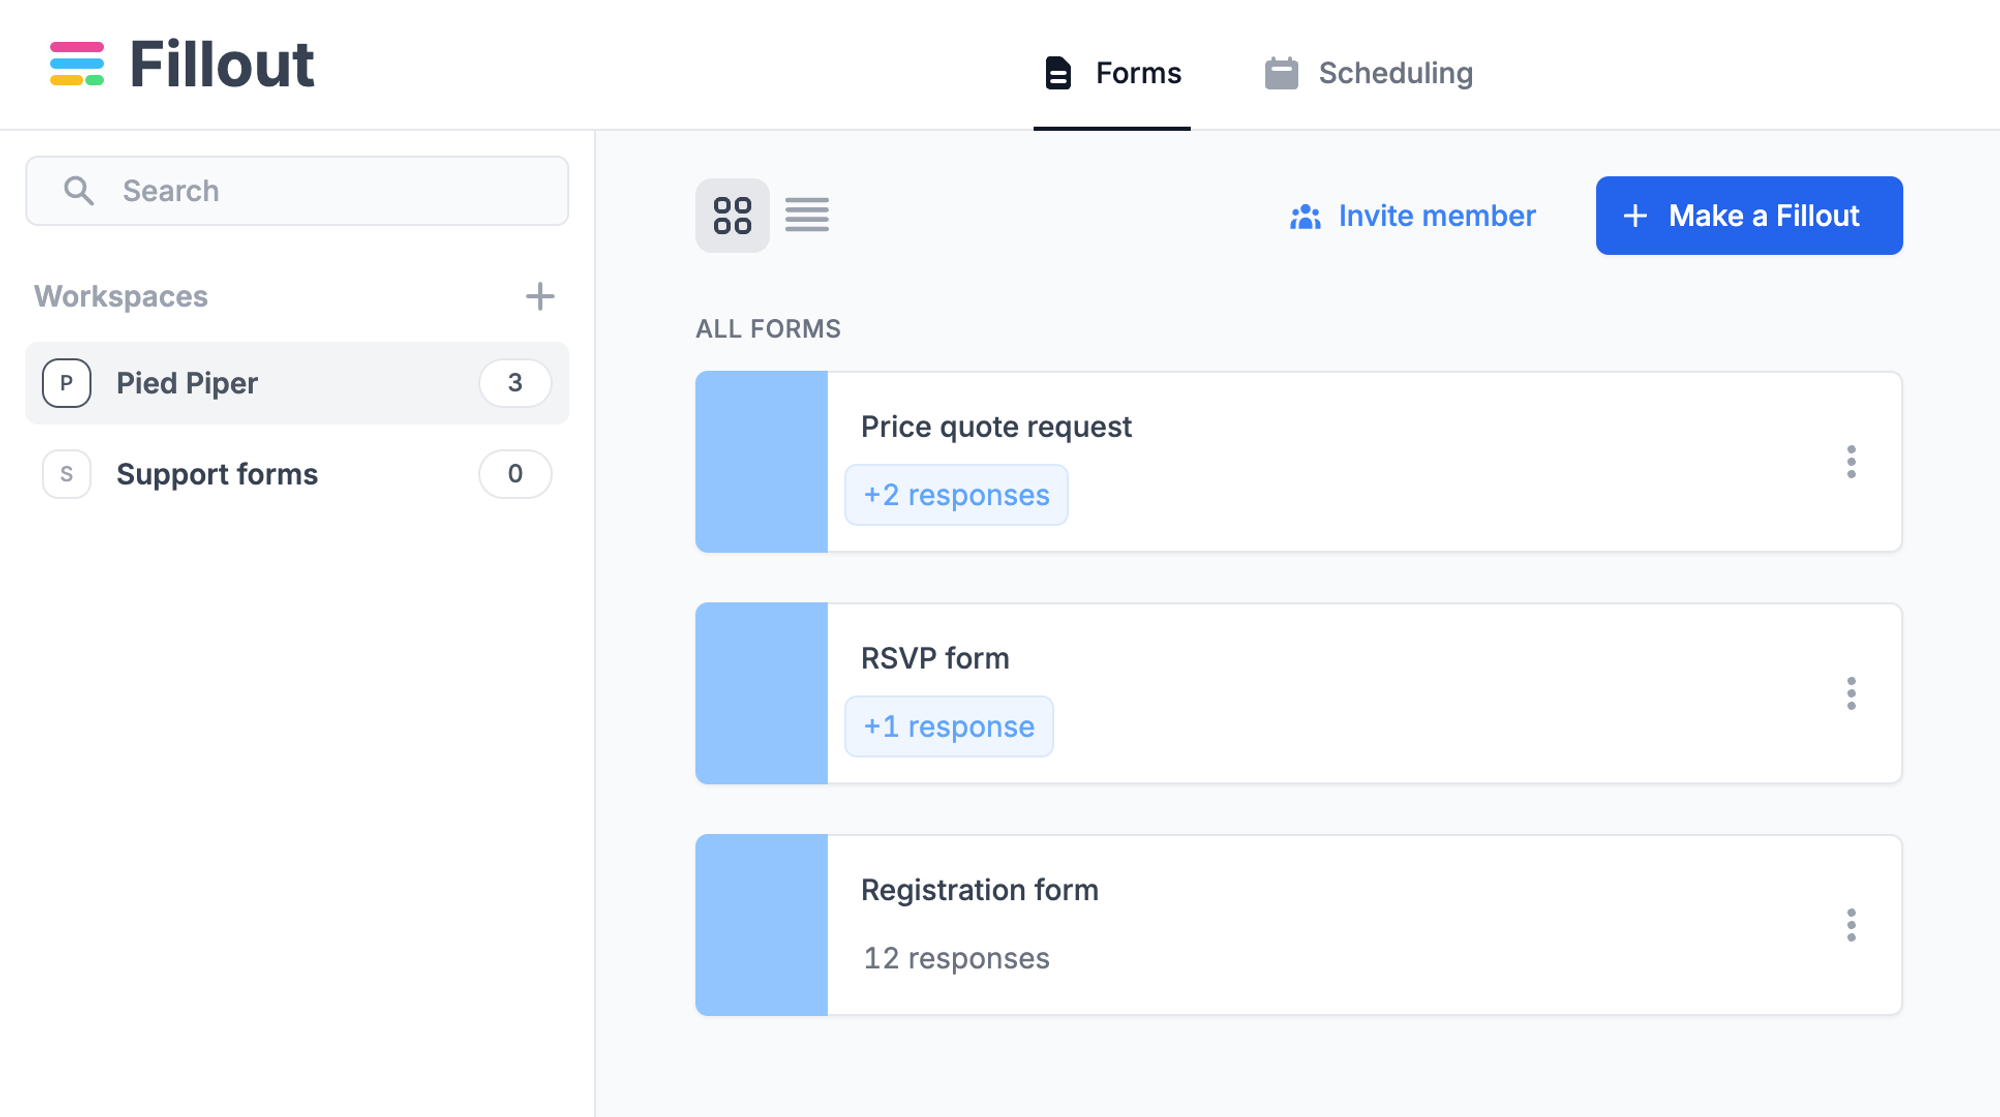 Fillout
Forms
Scheduling
Search
Workspaces
P Pied Piper 3
S Support forms 0
Invite member
+ Make a Fillout
ALL FORMS
Price quote request
+2 responses
RSVP form
+1 response
Registration form
12 responses